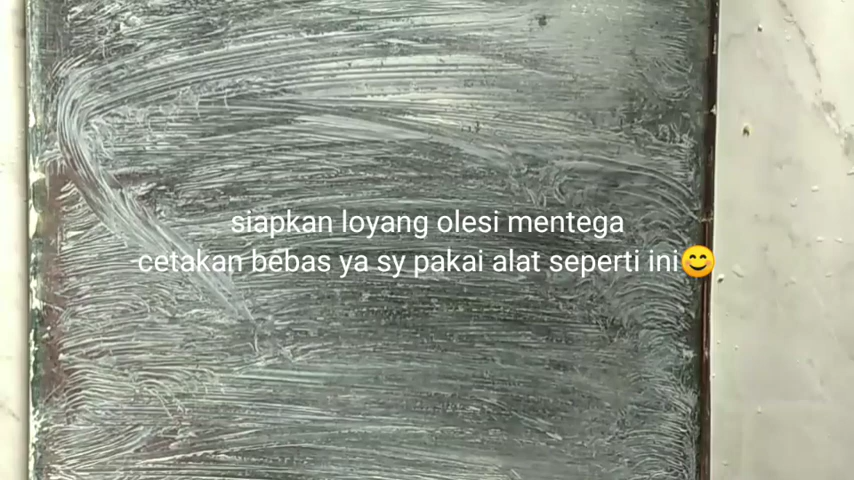 siapkan loyang olesi mentega
cetakan bebas ya sy pakai alat seperti ini😊